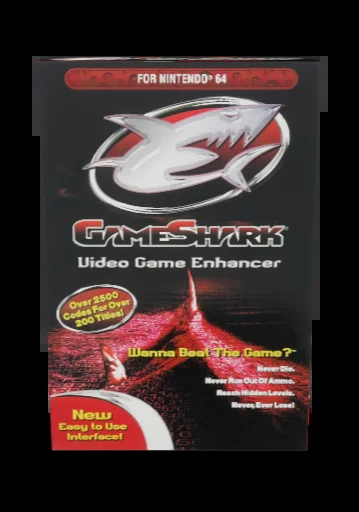 FOR NINTENDO® 64
GAMESHARK®
Video Game Enhancer
Over 2500
Codes For Over
200 Titles!
Wanna Beat The Game?™
Never Die.
Never Run Out Of Ammo.
Reach Hidden Levels.
Never, Ever Lose!
New
Easy to Use
Interface!